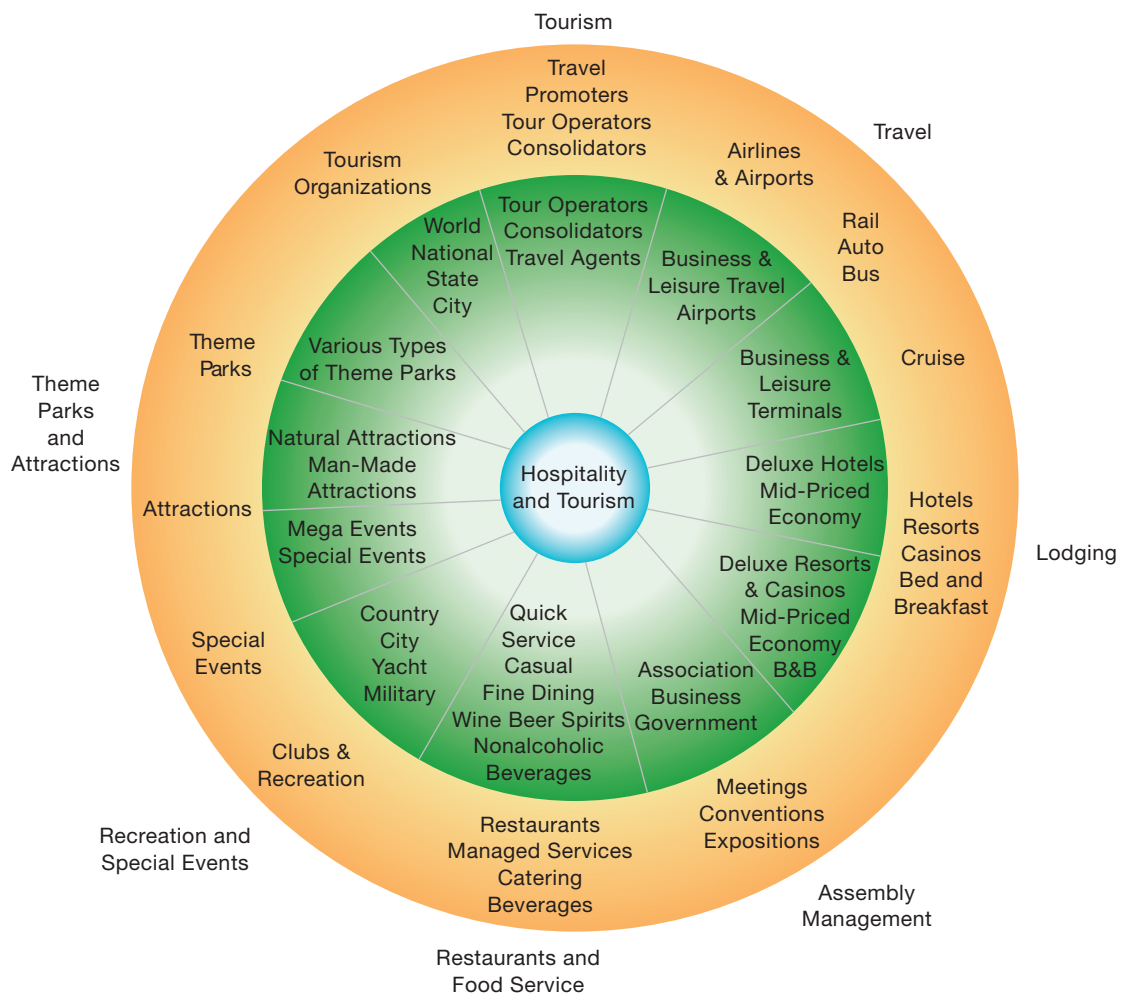 Tourism
Travel
Promoters
Tour Operators
Consolidators
Travel
Airlines
& Airports
Tourism
Organizations
Rail
Auto
Bus
World
National
State
City
Tour Operators
Consolidators
Travel Agents
Business &
Leisure Travel
Airports
Theme
Parks
Various Types
of Theme Parks
Business &
Leisure
Terminals
Cruise
Theme
Parks
and
Attractions
Natural Attractions
Man-Made
Attractions
Hospitality
and Tourism
Deluxe Hotels
Mid-Priced
Economy
Hotels
Resorts
Casinos
Bed and
Breakfast
Lodging
Attractions
Mega Events
Special Events
Deluxe Resorts
& Casinos
Mid-Priced
Economy
B&B
Special
Events
Country
City
Yacht
Military
Quick
Service
Casual
Fine Dining
Wine Beer Spirits
Nonalcoholic
Beverages
Association
Business
Government
Clubs &
Recreation
Meetings
Conventions
Expositions
Recreation and
Special Events
Restaurants
Managed Services
Catering
Beverages
Assembly
Management
Restaurants and
Food Service